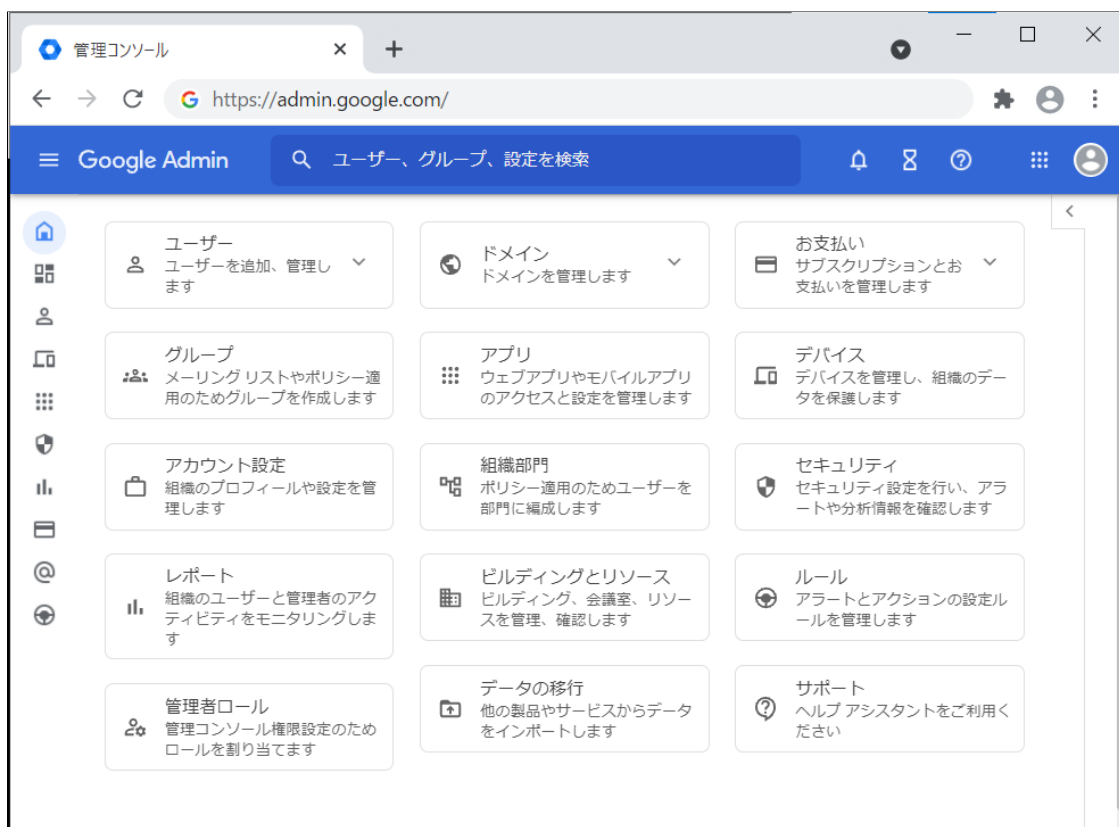 管理コンソール
https://admin.google.com/
Google Admin
ユーザー、グループ、設定を検索
ユーザー
ユーザーを追加、管理し
ます
ドメイン
ドメインを管理します
お支払い
サブスクリプションとお
支払いを管理します
グループ
メーリング リストやポリシー適
用のためグループを作成します
アプリ
ウェブアプリやモバイルアプリ
のアクセスと設定を管理します
デバイス
デバイスを管理し、組織のデー
タを保護します
アカウント設定
組織のプロフィールや設定を管
理します
組織部門
ポリシー適用のためユーザーを
部門に編成します
セキュリティ
セキュリティ設定を行い、アラ
ートや分析情報を確認します
レポート
組織のユーザーと管理者のアク
ティビティをモニタリングしま
す
ビルディングとリソース
ビルディング、会議室、リソー
スを管理、確認します
ルール
アラートとアクションの設定ル
ールを管理します
管理者ロール
管理コンソール権限設定のため
ロールを割り当てます
データの移行
他の製品やサービスからデータ
をインポートします
サポート
ヘルプ アシスタントをご利用く
ださい